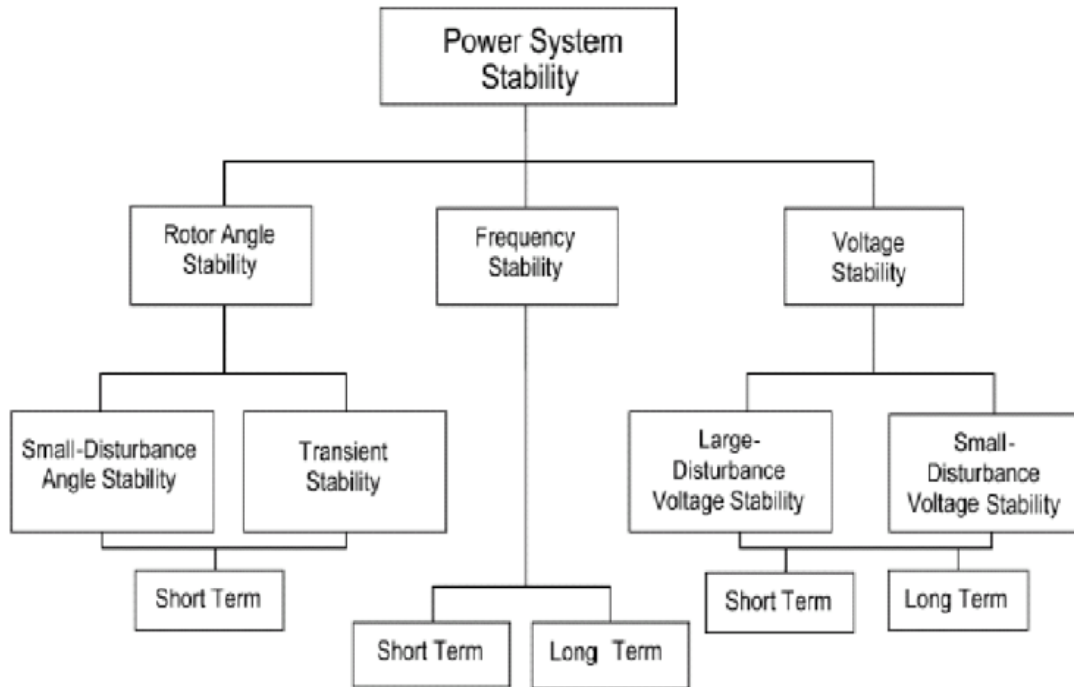 Power System
Stability
Rotor Angle
Stability
Frequency
Stability
Voltage
Stability
Small-Disturbance
Angle Stability
Transient
Stability
Large-
Disturbance
Voltage Stability
Small-
Disturbance
Voltage Stability
Short Term
Short Term
Long Term
Short Term
Long Term